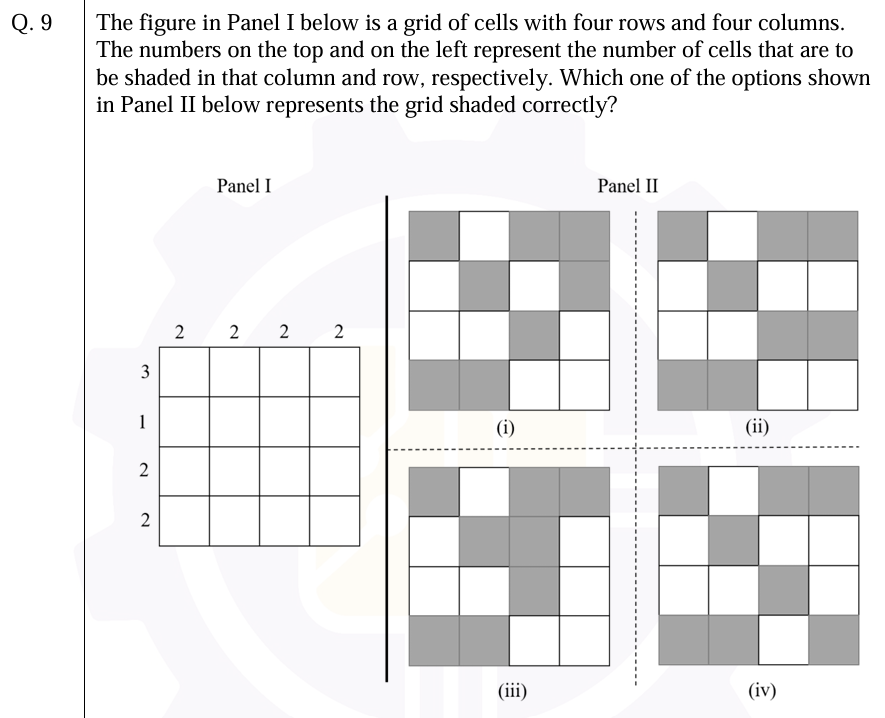 Q. 9
The figure in Panel I below is a grid of cells with four rows and four columns.
The numbers on the top and on the left represent the number of cells that are to
be shaded in that column and row, respectively. Which one of the options shown
in Panel II below represents the grid shaded correctly?
Panel I
Panel II
2 2 2 2
3
1
2
2
(i)
(ii)
(iii)
(iv)